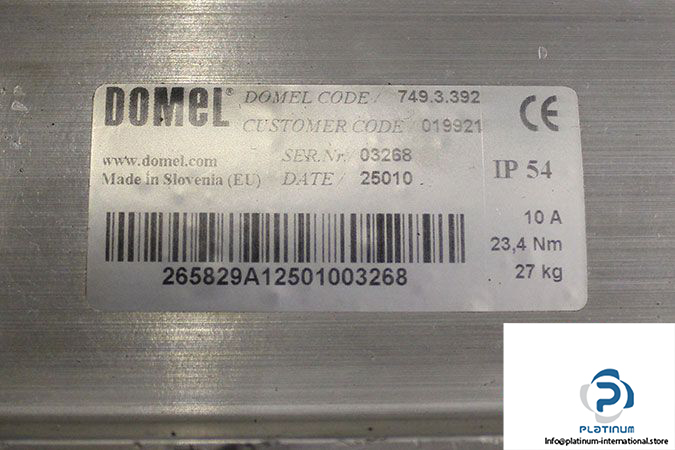 DOMEL® DOMEL CODE / 749.3.392
CUSTOMER CODE / 019921
CE
www.domel.com SER.Nr/ 03268
Made in Slovenia (EU) DATE / 25010
IP 54
10 A
23,4 Nm
27 kg
265829A12501003268
PLATINUM
info@platinum-international.store